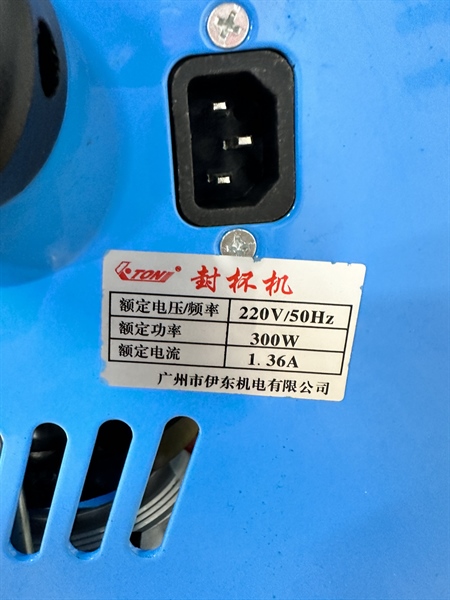 ETON®
封杯机
额定电压/频率 220V/50Hz
额定功率 300W
额定电流 1.36A
广州市伊东机电有限公司